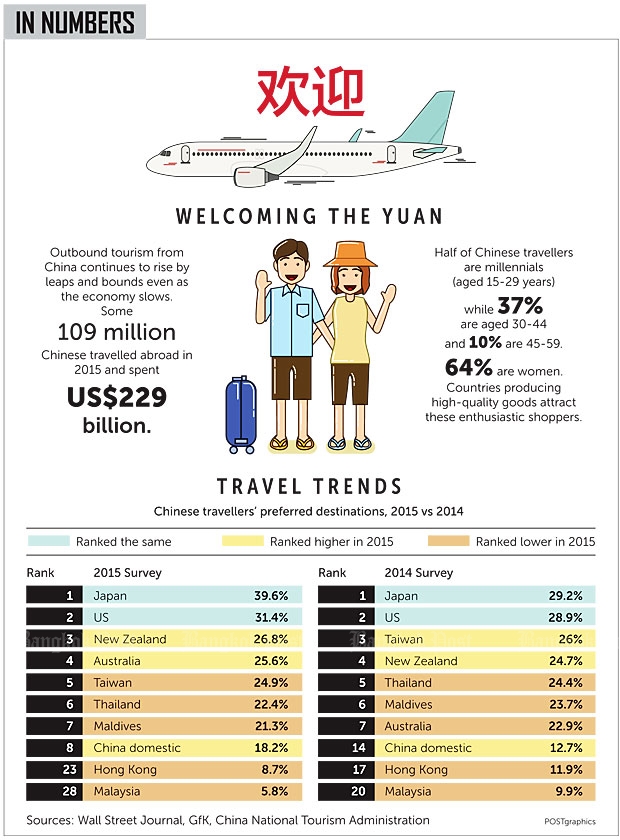 IN NUMBERS
欢迎
WELCOMING THE YUAN
Outbound tourism from
China continues to rise by
leaps and bounds even as
the economy slows.
Some
109 million
Chinese travelled abroad in
2015 and spent
US$229
billion.
Half of Chinese travellers
are millennials
(aged 15-29 years)
while 37%
are aged 30-44
and 10% are 45-59.
64% are women.
Countries producing
high-quality goods attract
these enthusiastic shoppers.
TRAVEL TRENDS
Chinese travellers' preferred destinations, 2015 vs 2014
Ranked the same Ranked higher in 2015 Ranked lower in 2015
Rank 2015 Survey
1 Japan 39.6%
2 US 31.4%
3 New Zealand 26.8%
4 Australia 25.6%
5 Taiwan 24.9%
6 Thailand 22.4%
7 Maldives 21.3%
8 China domestic 18.2%
23 Hong Kong 8.7%
28 Malaysia 5.8%
Rank 2014 Survey
1 Japan 29.2%
2 US 28.9%
3 Taiwan 26%
4 New Zealand 24.7%
5 Thailand 24.4%
6 Maldives 23.7%
7 Australia 22.9%
14 China domestic 12.7%
17 Hong Kong 11.9%
20 Malaysia 9.9%
Sources: Wall Street Journal, GfK, China National Tourism Administration
POSTgraphics